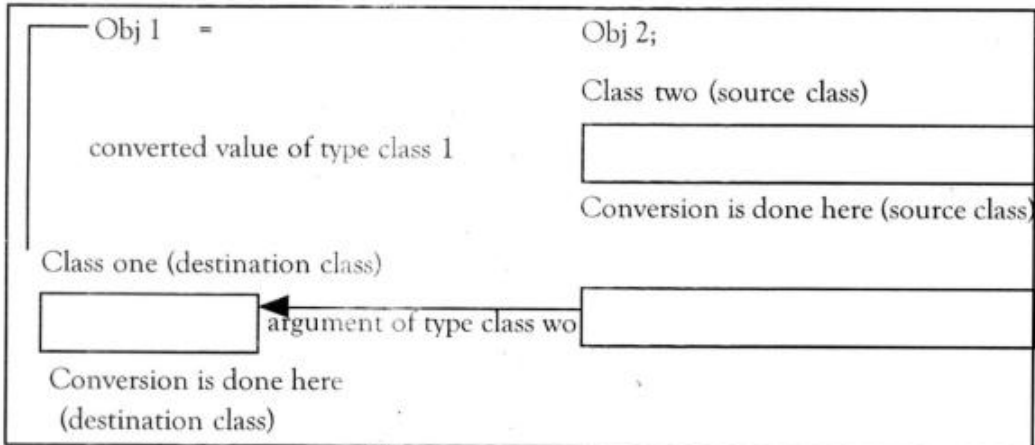 Obj 1 = Obj 2;
Class two (source class)
converted value of type class 1
Conversion is done here (source class)
Class one (destination class)
argument of type class wo
Conversion is done here
(destination class)